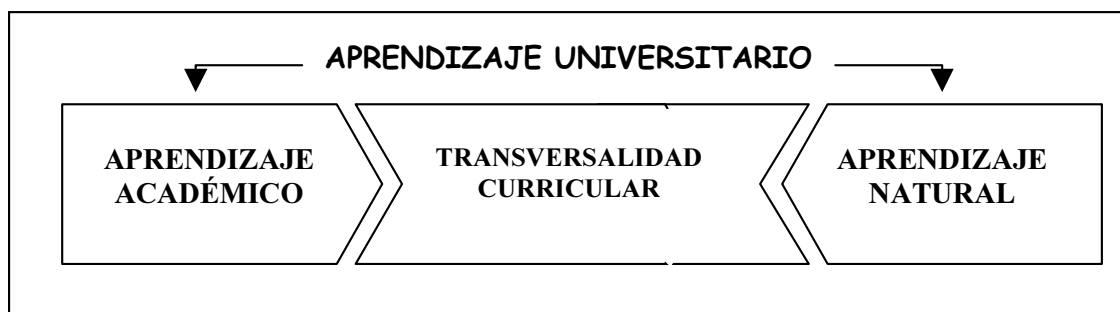 APRENDIZAJE UNIVERSITARIO
APRENDIZAJE
ACADÉMICO
TRANSVERSALIDAD
CURRICULAR
APRENDIZAJE
NATURAL